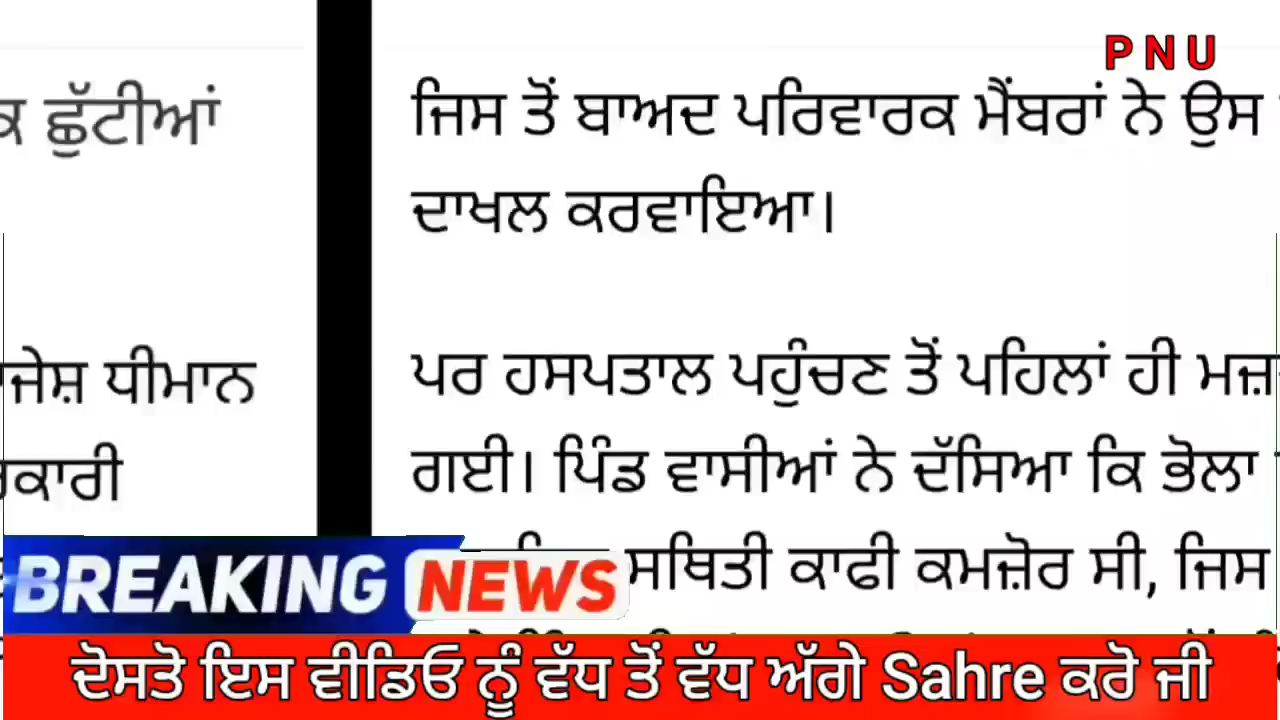 PNU
ਛੁੱਟੀਆਂ
ਧੀਮਾਨ
ਜਿਸ ਤੋਂ ਬਾਅਦ ਪਰਿਵਾਰਕ ਮੈਂਬਰਾਂ ਨੇ ਉਸ
ਦਾਖਲ ਕਰਵਾਇਆ।
ਪਰ ਹਸਪਤਾਲ ਪਹੁੰਚਣ ਤੋਂ ਪਹਿਲਾਂ ਹੀ
ਗਈ। ਪਿੰਡ ਵਾਸੀਆਂ ਨੇ ਦੱਸਿਆ ਕਿ ਭੋਲਾ
ਸਥਿਤੀ ਕਾਫੀ ਕਮਜ਼ੋਰ ਸੀ, ਜਿਸ
BREAKING NEWS
ਦੋਸਤੋ ਇਸ ਵੀਡਿਓ ਨੂੰ ਵੱਧ ਤੋਂ ਵੱਧ ਅੱਗੇ Sahre ਕਰੋ ਜੀ